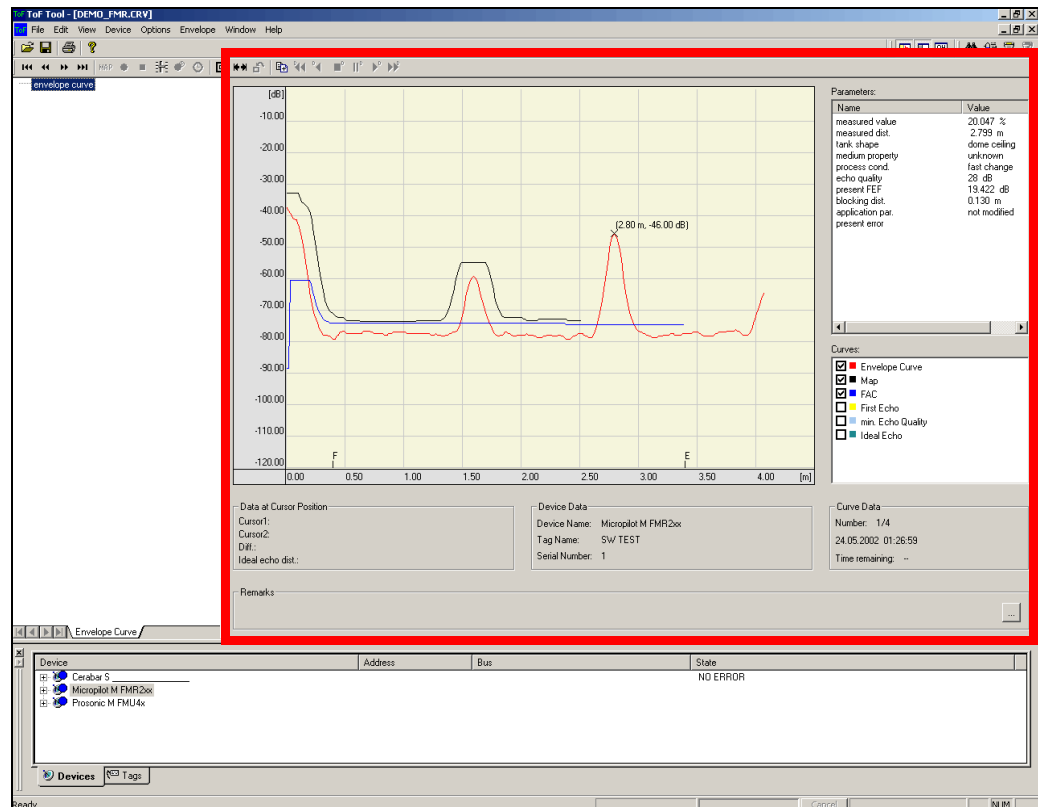 ToF Tool - [DEMO_FMR.CRV]
ToF File Edit View Device Options Envelope Window Help
MAP
envelope curve
[dB]
-10.00
-20.00
-30.00
-40.00
-50.00
-60.00
-70.00
-80.00
-90.00
-100.00
-110.00
-120.00
(2.80 m, -46.00 dB)
F E
0.00 0.50 1.00 1.50 2.00 2.50 3.00 3.50 4.00 [m]
Parameters:
Name Value
measured value 20.047 %
measured dist. 2.799 m
tank shape dome ceiling
medium property unknown
process cond. fast change
echo quality 28 dB
present FEF 19.422 dB
blocking dist. 0.130 m
application par. not modified
present error
Curves:
Envelope Curve
Map
FAC
First Echo
min. Echo Quality
Ideal Echo
Data at Cursor Position
Cursor1:
Cursor2:
Diff.:
Ideal echo dist.:
Device Data
Device Name: Micropilot M FMR2xx
Tag Name: SW TEST
Serial Number: 1
Curve Data
Number: 1/4
24.05.2002 01:26:59
Time remaining: --
Remarks
...
Envelope Curve
Device Address Bus State
Cerabar S ________________ NO ERROR
Micropilot M FMR2xx
Prosonic M FMU4x
Devices Tags
Ready Cancel NUM